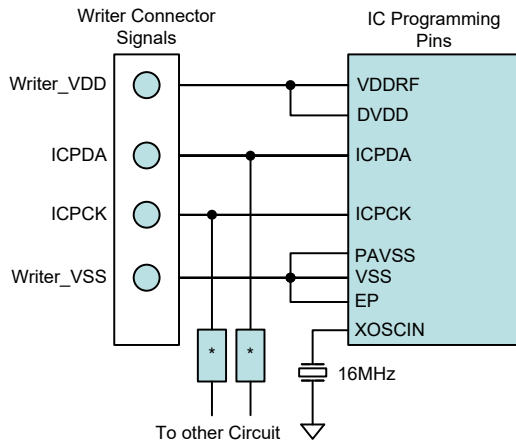 Writer Connector
Signals
IC Programming
Pins
Writer_VDD
VDDRF
DVDD
ICPDA
ICPDA
ICPCK
ICPCK
PAVSS
Writer_VSS
VSS
EP
XOSCIN
*
*
16MHz
To other Circuit